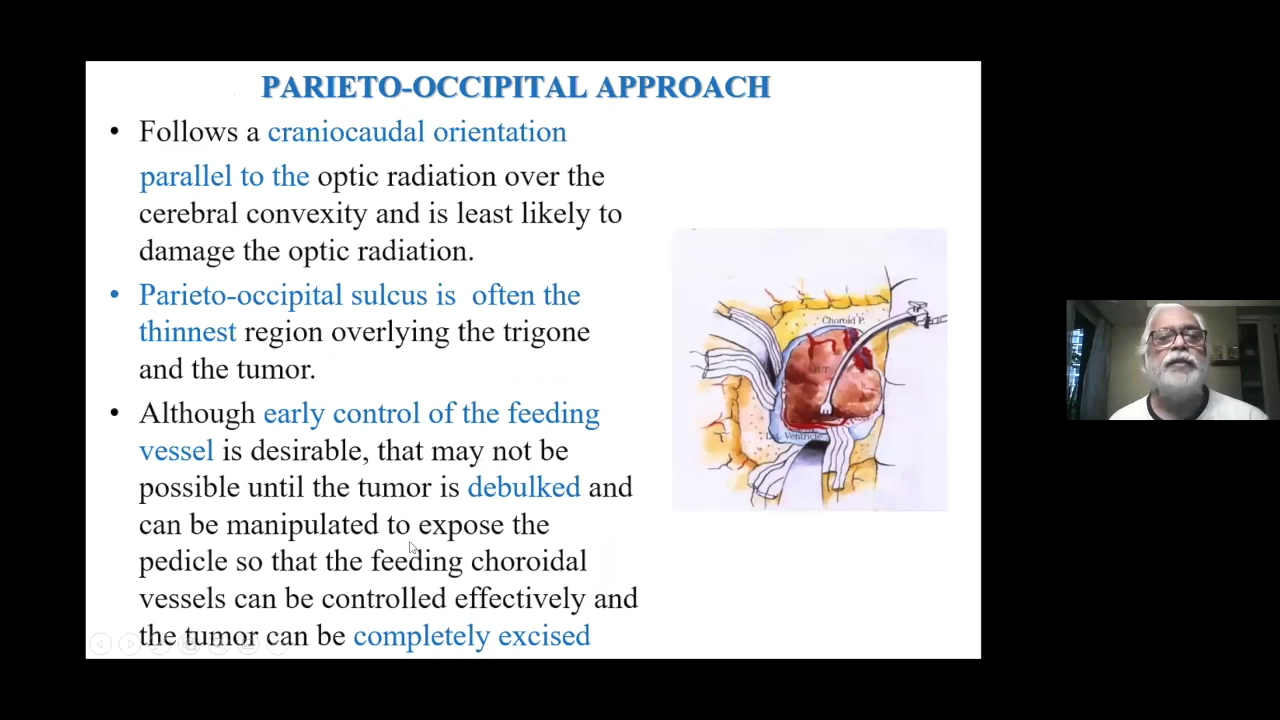 PARIETO-OCCIPITAL APPROACH
• Follows a craniocaudal orientation
parallel to the optic radiation over the
cerebral convexity and is least likely to
damage the optic radiation.
• Parieto-occipital sulcus is often the
thinnest region overlying the trigone
and the tumor.
• Although early control of the feeding
vessel is desirable, that may not be
possible until the tumor is debulked and
can be manipulated to expose the
pedicle so that the feeding choroidal
vessels can be controlled effectively and
the tumor can be completely excised
Choroid P.
Ventricle